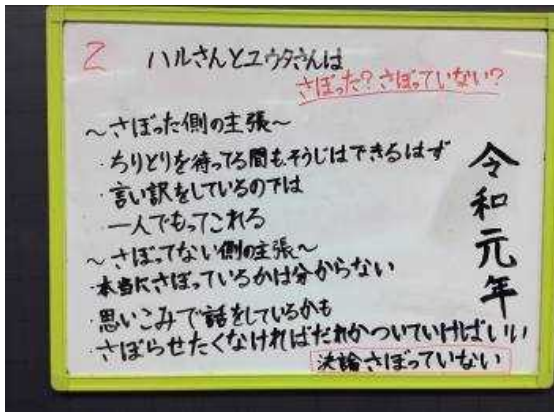 2 ハルさんとユウタさんは
さぼった?さぼっていない?
~さぼった側の主張~
・ちりとりを待ってる間もそうじはできるはず
・言い訳をしているのでは
・一人でもってこれる
~さぼってない側の主張~
・本当にさぼっているかは分からない
・思いこみで話をしているかも
・さぼらせたくなければだれかついていけばいい
決論さぼっていない
令和元年